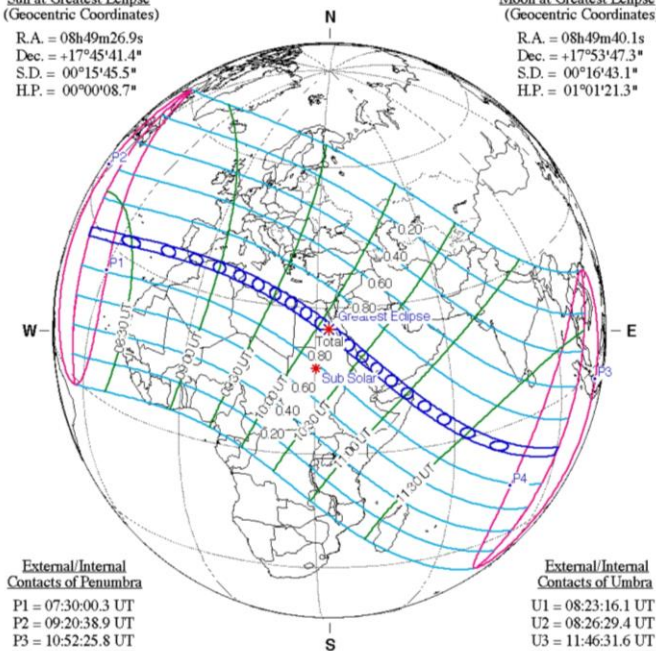 Sun at Greatest Eclipse
(Geocentric Coordinates)
R.A. = 08h49m26.9s
Dec. = +17°45'41.4"
S.D. = 00°15'45.5"
H.P. = 00°00'08.7"
Moon at Greatest Eclipse
(Geocentric Coordinates
R.A. = 08h49m40.1s
Dec. = +17°53'47.3"
S.D. = 00°16'43.1"
H.P. = 01°01'21.3"
N
P2
P1
W
E
0.20
0.40
0.60
0.80
Greatest Eclipse
Total
0.80
Sub Solar
0.60
0.40
0.20
P3
P4
10:00 UT
10:30 UT
11:00 UT
11:30 UT
S
External/Internal
Contacts of Penumbra
P1 = 07:30:00.3 UT
P2 = 09:20:38.9 UT
P3 = 10:52:25.8 UT
External/Internal
Contacts of Umbra
U1 = 08:23:16.1 UT
U2 = 08:26:29.4 UT
U3 = 11:46:31.6 UT